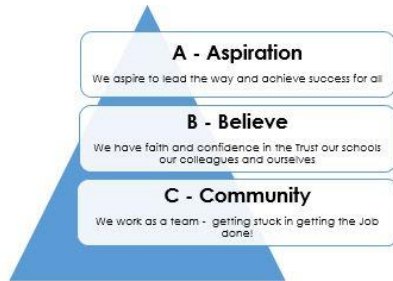 A - Aspiration
We aspire to lead the way and achieve success for all
B - Believe
We have faith and confidence in the Trust our schools
our colleagues and ourselves
C - Community
We work as a team - getting stuck in getting the Job
done!